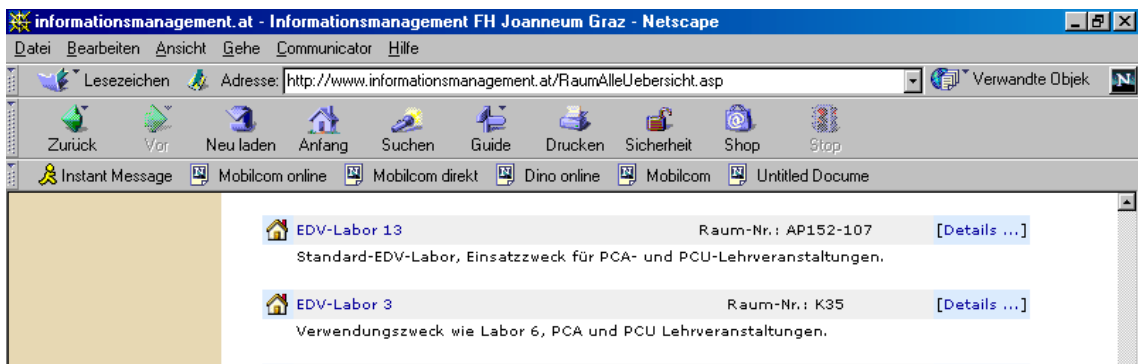 informationsmanagement.at - Informationsmanagement FH Joanneum Graz - Netscape
Datei Bearbeiten Ansicht Gehe Communicator Hilfe
Lesezeichen Adresse: http://www.informationsmanagement.at/RaumAlleUebersicht.asp Verwandte Objek N
Zurück Vor Neu laden Anfang Suchen Guide Drucken Sicherheit Shop Stop
Instant Message Mobilcom online Mobilcom direkt Dino online Mobilcom Untitled Docume
EDV-Labor 13 Raum-Nr.: AP152-107 [Details ...]
Standard-EDV-Labor, Einsatzzweck für PCA- und PCU-Lehrveranstaltungen.
EDV-Labor 3 Raum-Nr.: K35 [Details ...]
Verwendungszweck wie Labor 6, PCA und PCU Lehrveranstaltungen.